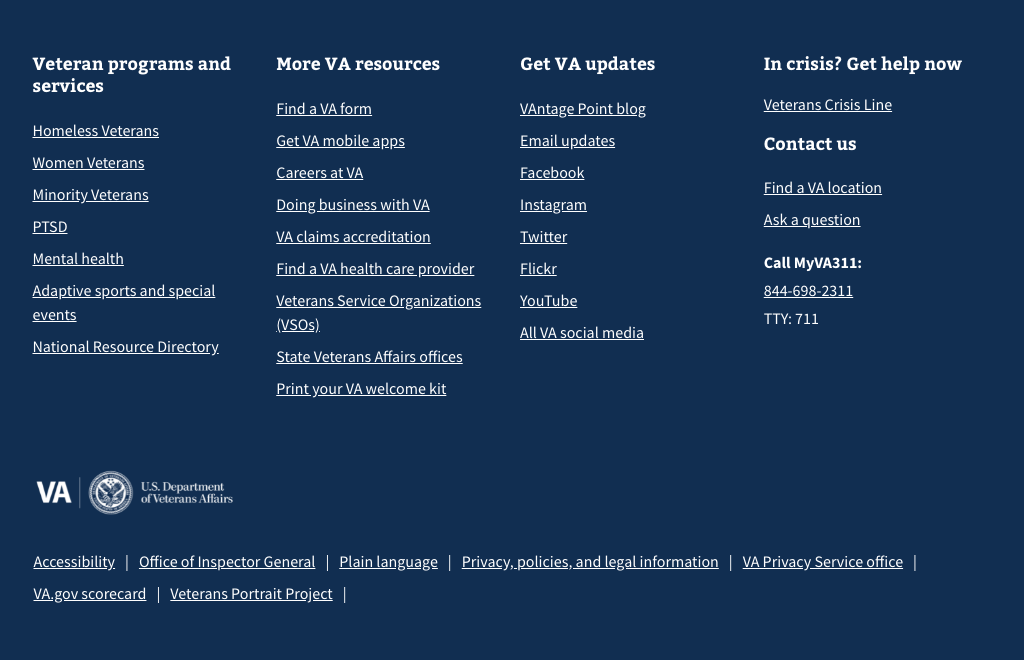 Veteran programs and
services
Homeless Veterans
Women Veterans
Minority Veterans
PTSD
Mental health
Adaptive sports and special
events
National Resource Directory
More VA resources
Find a VA form
Get VA mobile apps
Careers at VA
Doing business with VA
VA claims accreditation
Find a VA health care provider
Veterans Service Organizations
(VSOs)
State Veterans Affairs offices
Print your VA welcome kit
Get VA updates
VAntage Point blog
Email updates
Facebook
Instagram
Twitter
Flickr
YouTube
All VA social media
In crisis? Get help now
Veterans Crisis Line
Contact us
Find a VA location
Ask a question
Call MyVA311:
844-698-2311
TTY: 711
VA | U.S. Department
of Veterans Affairs
Accessibility | Office of Inspector General | Plain language | Privacy, policies, and legal information | VA Privacy Service office |
VA.gov scorecard | Veterans Portrait Project |